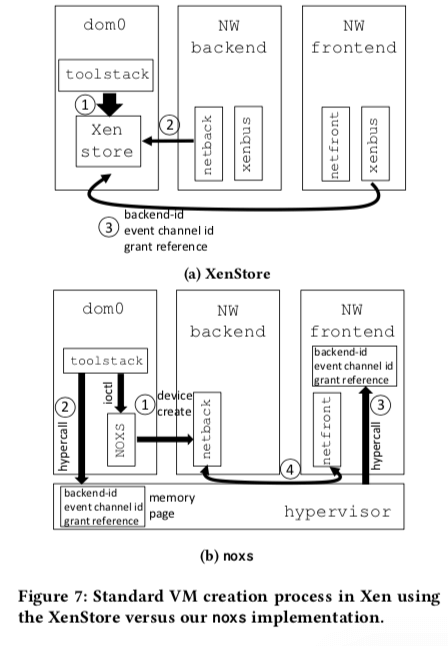 dom0
NW
backend
NW
frontend
toolstack
1
Xen
store
2
netback
xenbus
netfront
xenbus
3
backend-id
event channel id
grant reference
(a) XenStore
dom0
NW
backend
NW
frontend
toolstack
backend-id
event channel id
grant reference
ioctl
1
device
create
2
hypercall
NOXS
netback
netfront
3
hypercall
4
backend-id
event channel id
grant reference
memory
page
hypervisor
(b) noxs
Figure 7: Standard VM creation process in Xen using
the XenStore versus our noxs implementation.